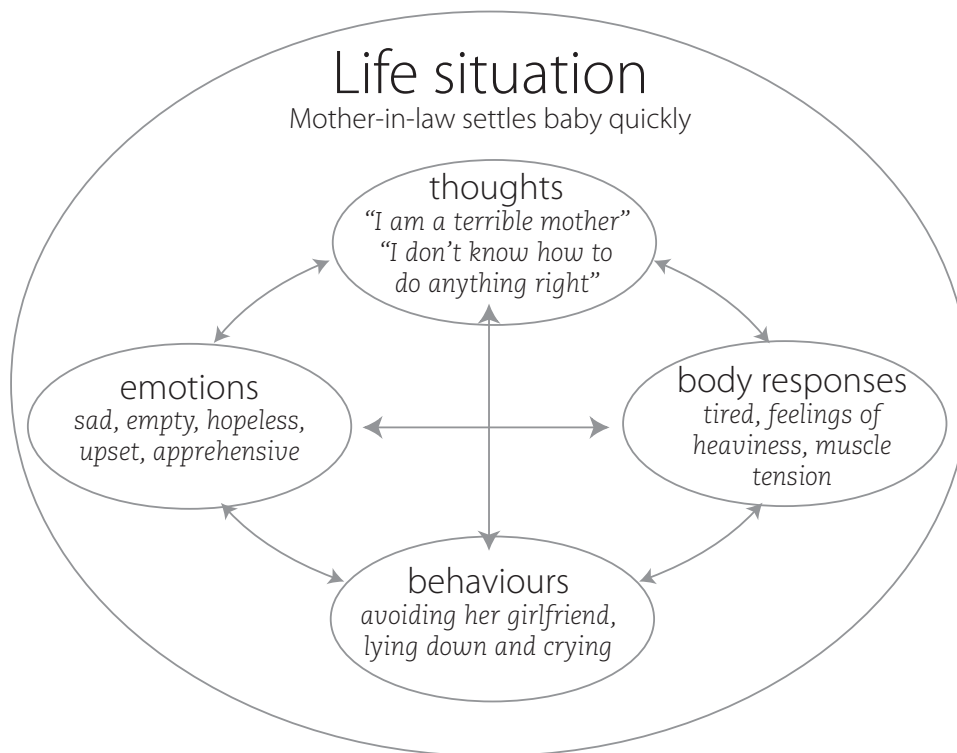 Life situation
Mother-in-law settles baby quickly
thoughts
“I am a terrible mother”
“I don’t know how to
do anything right”
emotions
sad, empty, hopeless,
upset, apprehensive
body responses
tired, feelings of
heaviness, muscle
tension
behaviours
avoiding her girlfriend,
lying down and crying